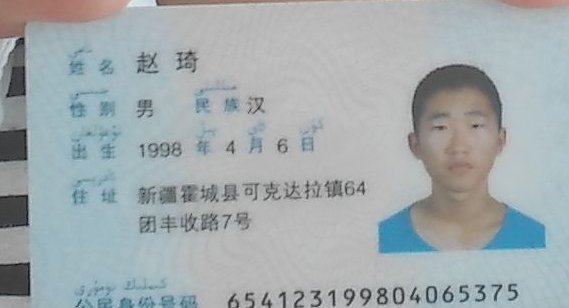 姓名 赵琦
性别 男 民族 汉
出生 1998 年 4 月 6 日
住址 新疆霍城县可克达拉镇64
团丰收路7号
公民身份号码 654123199804065375